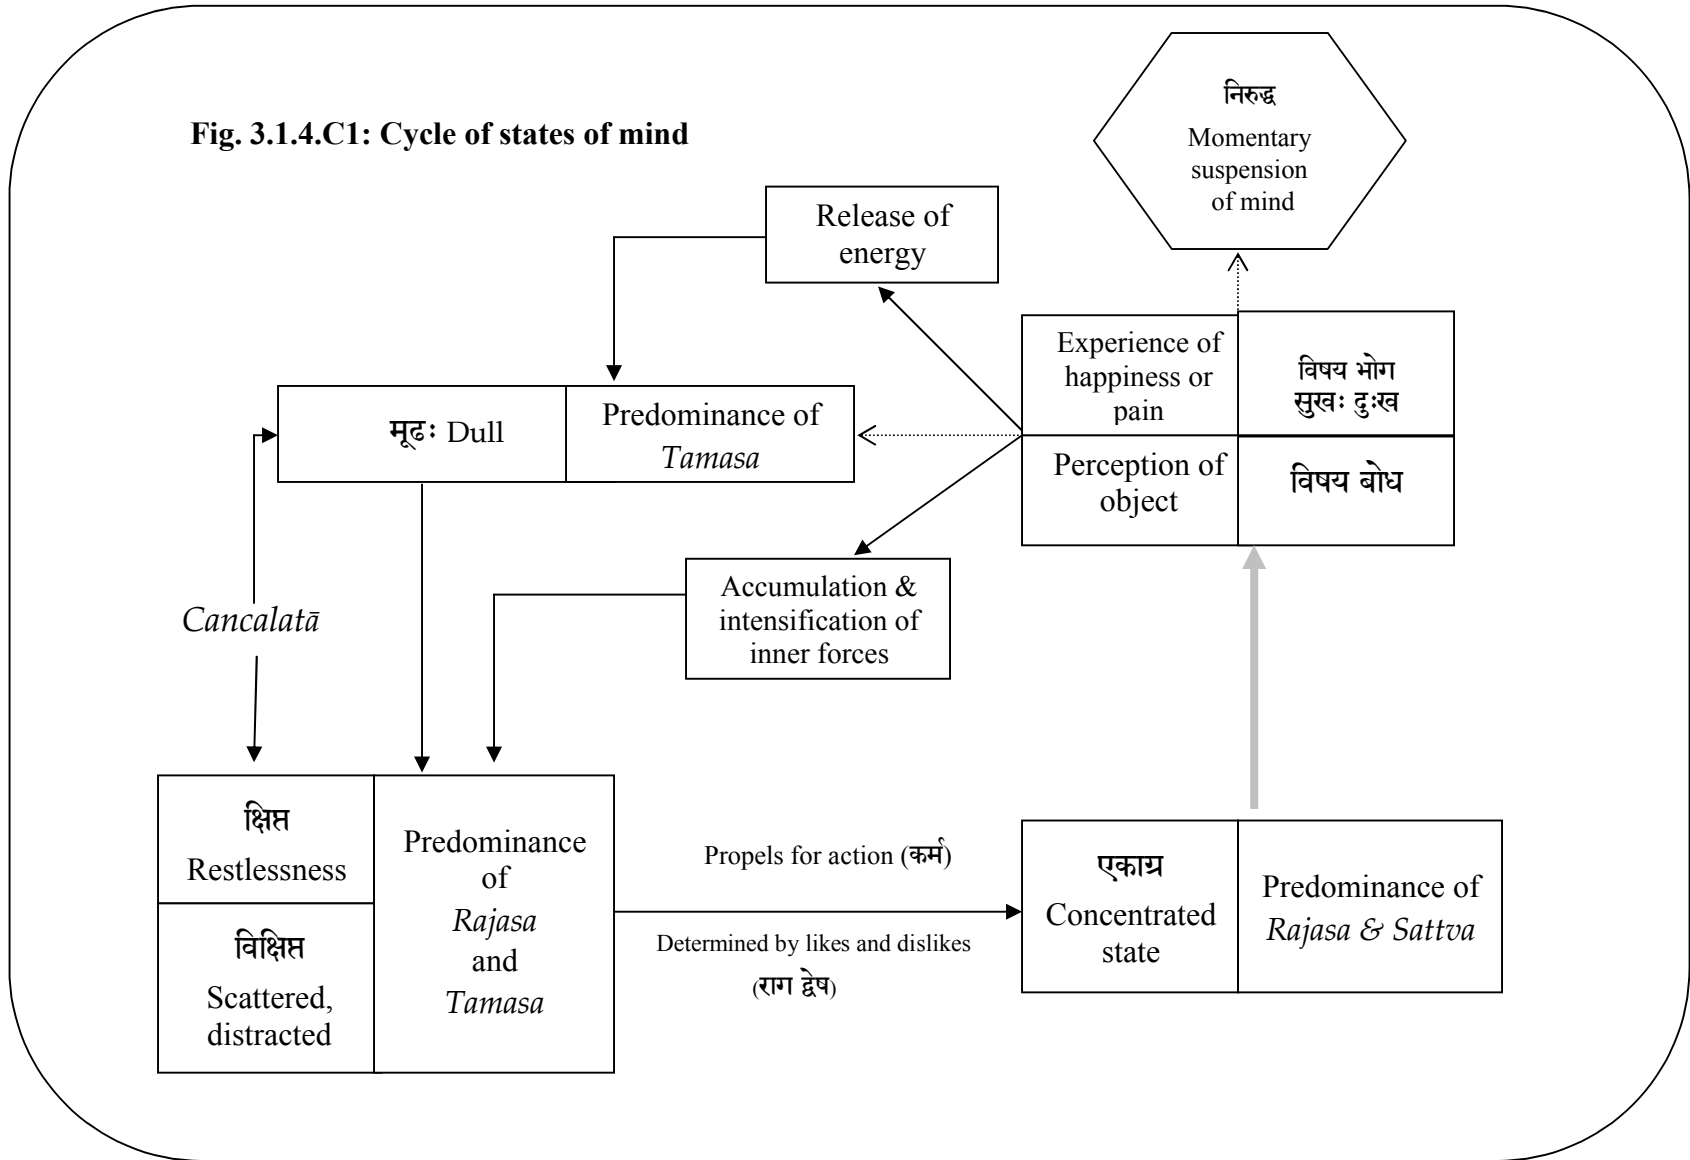 Fig. 3.1.4.C1: Cycle of states of mind
निरुद्ध
Momentary
suspension
of mind
Release of
energy
Experience of
happiness or
pain
विषय भोग
सुखः दुःख
मूढः Dull
Predominance of
Tamasa
Perception of
object
विषय बोध
Accumulation &
intensification of
inner forces
Cancalatā
क्षिप्त
Restlessness
विक्षिप्त
Scattered,
distracted
Predominance
of
Rajasa
and
Tamasa
Propels for action (कर्म)
Determined by likes and dislikes
(राग द्वेष)
एकाग्र
Concentrated
state
Predominance of
Rajasa & Sattva